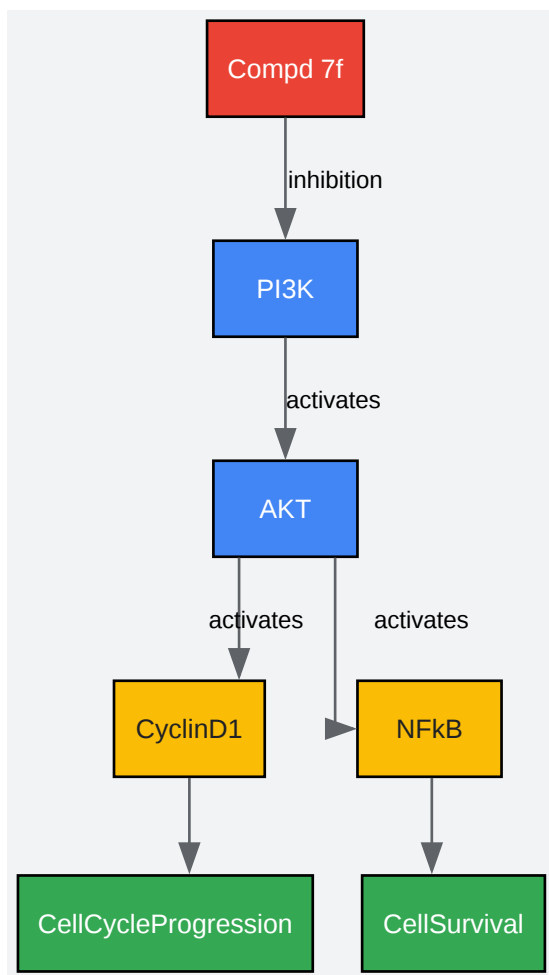 Compd 7f
inhibition
PI3K
activates
AKT
activates
activates
CyclinD1
NFkB
CellCycleProgression
CellSurvival